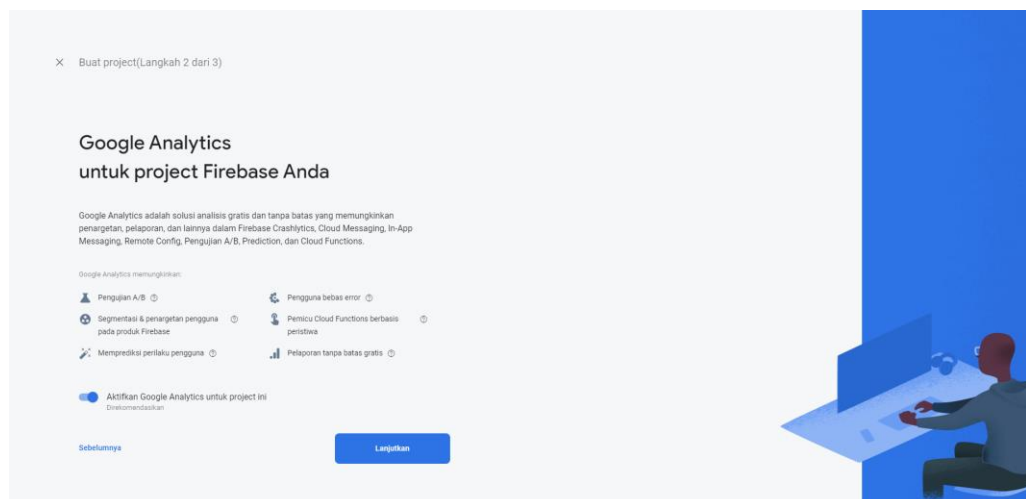 Buat project(Langkah 2 dari 3)
Google Analytics
untuk project Firebase Anda
Google Analytics adalah solusi analisis gratis dan tanpa batas yang memungkinkan
penargetan, pelaporan, dan lainnya dalam Firebase Crashlytics, Cloud Messaging, In-App
Messaging, Remote Config, Pengujian A/B, Prediction, dan Cloud Functions.
Google Analytics memungkinkan:
Pengujian A/B
Pengguna bebas error
Segmentasi & penargetan pengguna
pada produk Firebase
Pemicu Cloud Functions berbasis
peristiwa
Memprediksi perilaku pengguna
Pelaporan tanpa batas gratis
Aktifkan Google Analytics untuk project ini
Direkomendasikan
Sebelumnya
Lanjutkan